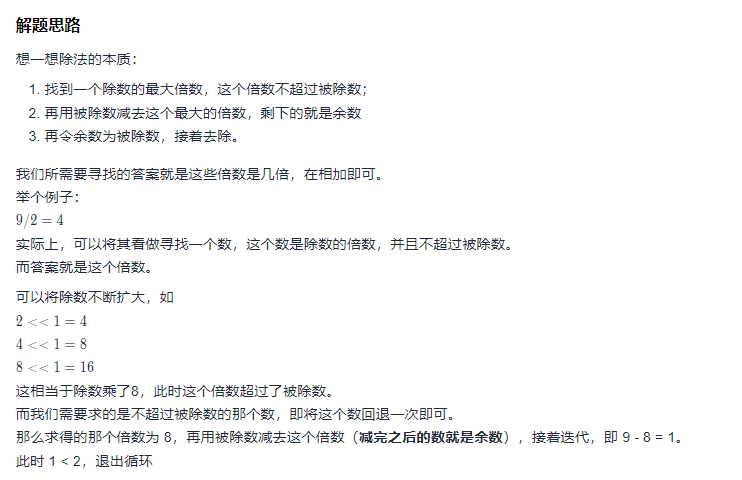 解题思路
想一想除法的本质：
1. 找到一个除数的最大倍数，这个倍数不超过被除数；
2. 再用被除数减去这个最大的倍数，剩下的就是余数
3. 再令余数为被除数，接着去除。
我们所需要寻找的答案就是这些倍数是几倍，在相加即可。
举个例子：
9/2 = 4
实际上，可以将其看做寻找一个数，这个数是除数的倍数，并且不超过被除数。
而答案就是这个倍数。
可以将除数不断扩大，如
2 << 1 = 4
4 << 1 = 8
8 << 1 = 16
这相当于除数乘了8，此时这个倍数超过了被除数。
而我们需要求的是不超过被除数的那个数，即将这个数回退一次即可。
那么求得的那个倍数为 8，再用被除数减去这个倍数（减完之后的数就是余数），接着迭代，即 9 - 8 = 1。
此时 1 < 2，退出循环